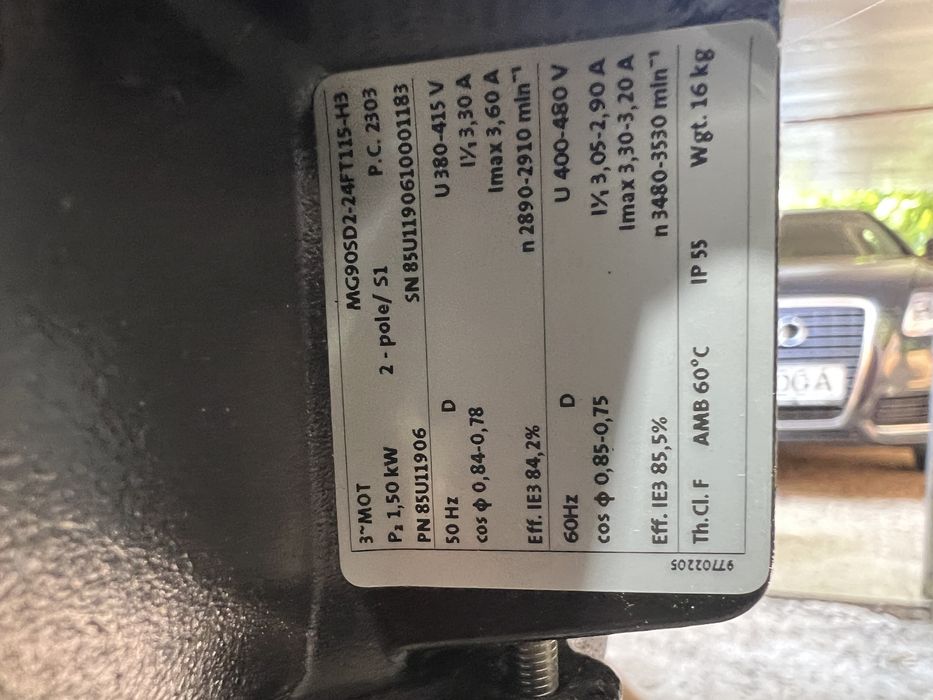 3~MOT MG90SD2-24FT115-H3
P₂ 1,50 kW 2 - pole/ S1 P.C. 2303
PN 85U11906 SN 85U1190610001183
50 Hz D U 380-415 V
cos ϕ 0,84-0,78 I¹⁄₁ 3,30 A
Imax 3,60 A
Eff. IE3 84,2% n 2890-2910 min⁻¹
60Hz D U 400-480 V
cos ϕ 0,85-0,75 I¹⁄₁ 3,05-2,90 A
Imax 3,30-3,20 A
Eff. IE3 85,5% n 3480-3530 min⁻¹
Th.Cl. F AMB 60°C IP 55 Wgt. 16 kg
97702205